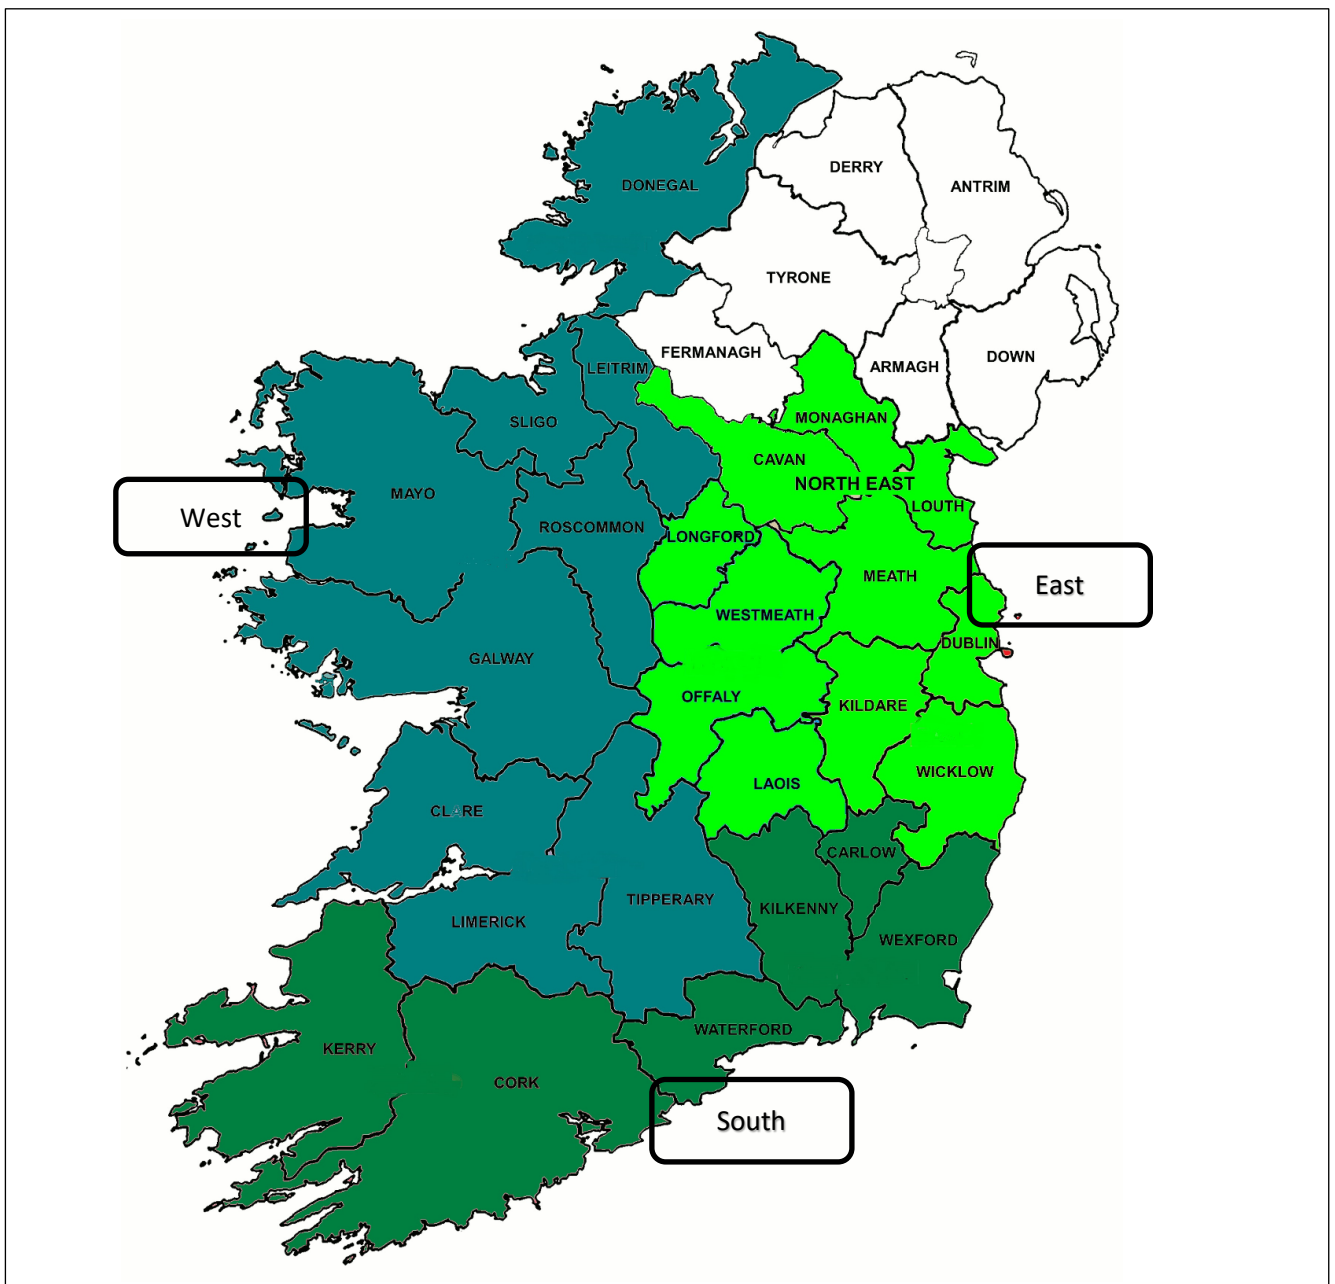 DERRY
DONEGAL
ANTRIM
TYRONE
FERMANAGH
DOWN
ARMAGH
LEITRIM
MONAGHAN
SLIGO
CAVAN
NORTH EAST
MAYO
LOUTH
West
ROSCOMMON
LONGFORD
MEATH
East
WESTMEATH
DUBLIN
GALWAY
OFFALY
KILDARE
WICKLOW
LAOIS
CLARE
CARLOW
TIPPERARY
KILKENNY
LIMERICK
WEXFORD
WATERFORD
KERRY
CORK
South